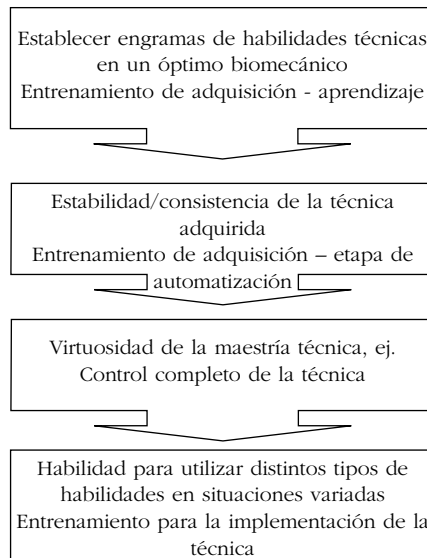 Establecer engramas de habilidades técnicas
en un óptimo biomecánico
Entrenamiento de adquisición - aprendizaje
Estabilidad/consistencia de la técnica
adquirida
Entrenamiento de adquisición – etapa de
automatización
Virtuosidad de la maestría técnica, ej.
Control completo de la técnica
Habilidad para utilizar distintos tipos de
habilidades en situaciones variadas
Entrenamiento para la implementación de la
técnica